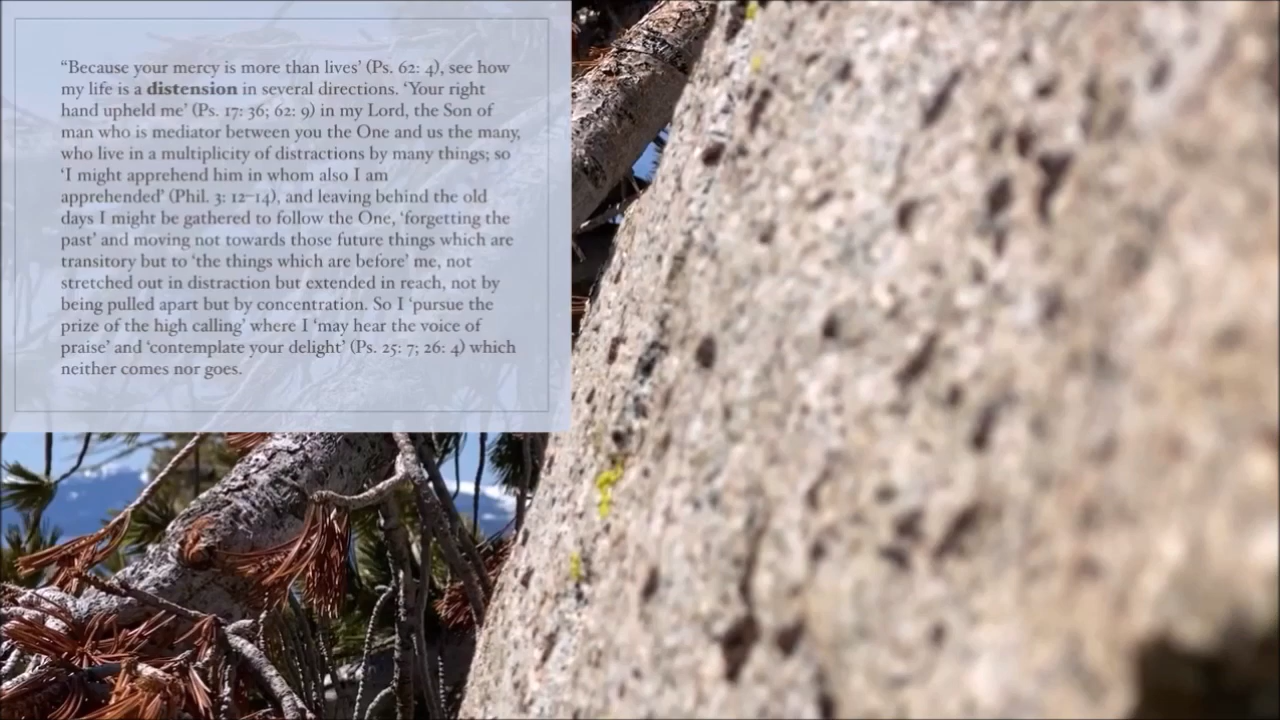 “Because your mercy is more than lives’ (Ps. 62: 4), see how
my life is a distension in several directions. ‘Your right
hand upheld me’ (Ps. 17: 36; 62: 9) in my Lord, the Son of
man who is mediator between you the One and us the many,
who live in a multiplicity of distractions by many things; so
‘I might apprehend him in whom also I am
apprehended’ (Phil. 3: 12–14), and leaving behind the old
days I might be gathered to follow the One, ‘forgetting the
past’ and moving not towards those future things which are
transitory but to ‘the things which are before’ me, not
stretched out in distraction but extended in reach, not by
being pulled apart but by concentration. So I ‘pursue the
prize of the high calling’ where I ‘may hear the voice of
praise’ and ‘contemplate your delight’ (Ps. 25: 7; 26: 4) which
neither comes nor goes.